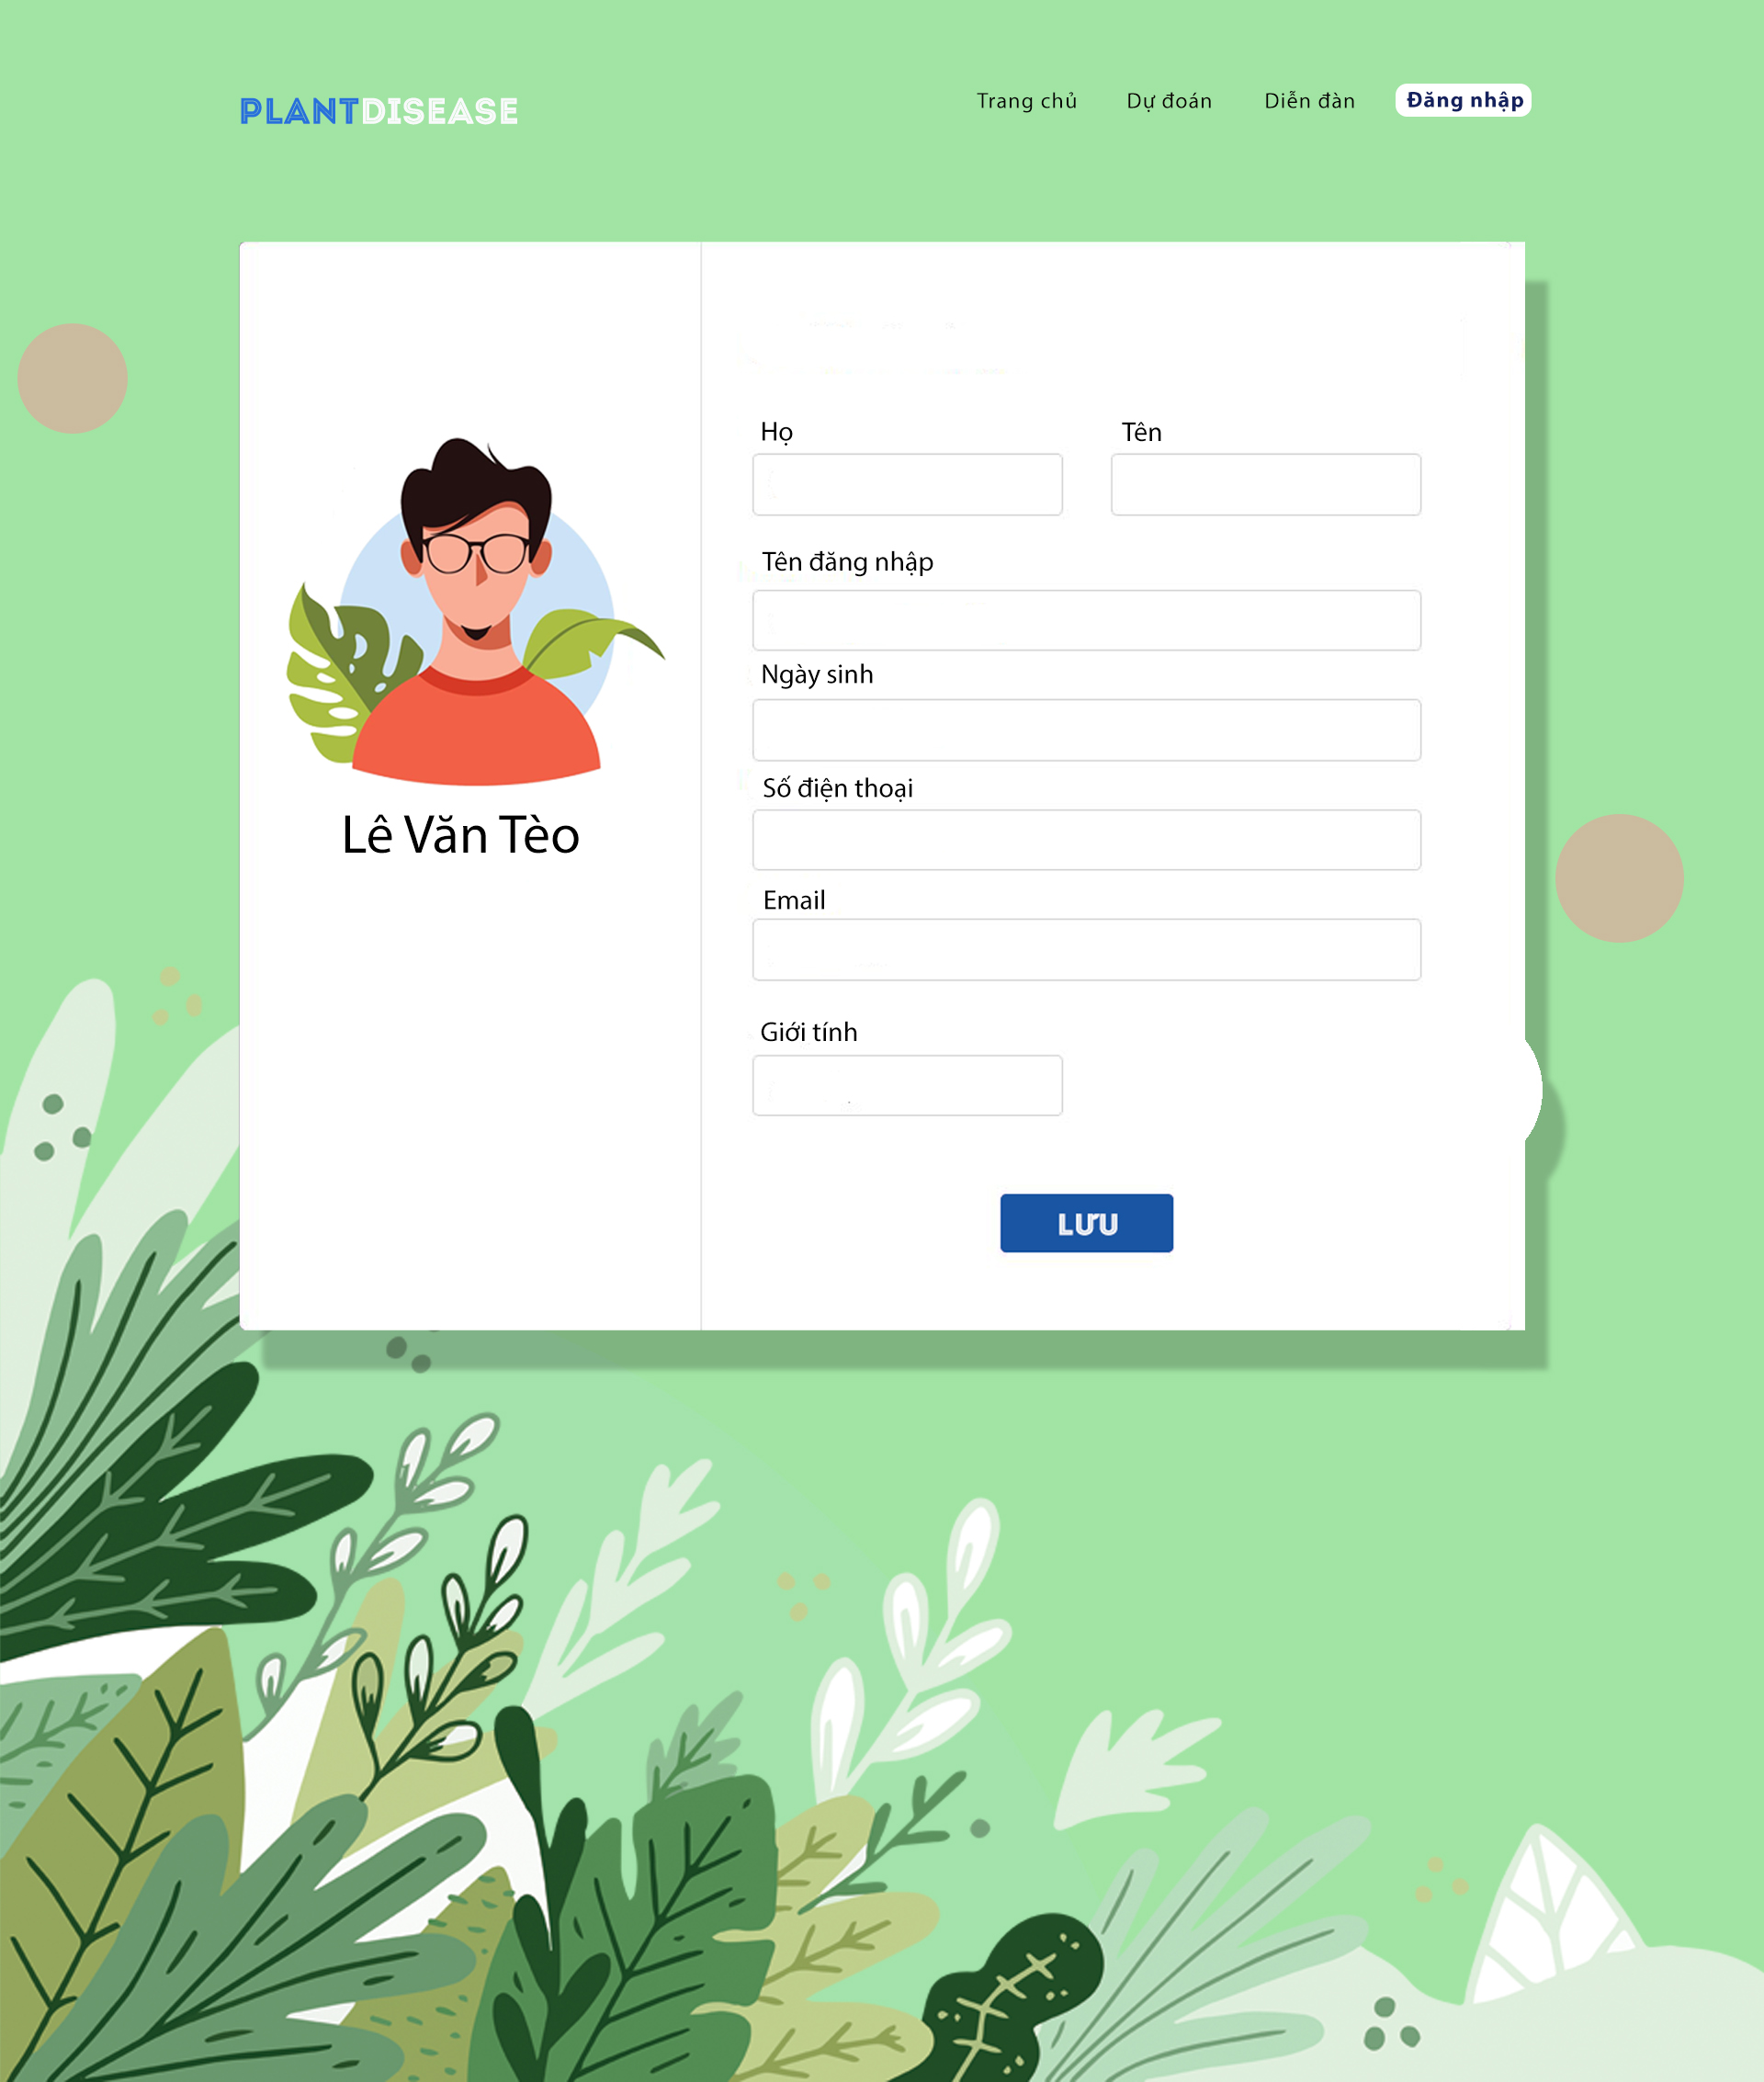 PLANTDISEASE
Trang chủ Dự đoán Diễn đàn Đăng nhập
Họ Tên
Tên đăng nhập
Ngày sinh
Số điện thoại
Lê Văn Tèo
Email
Giới tính
LƯU